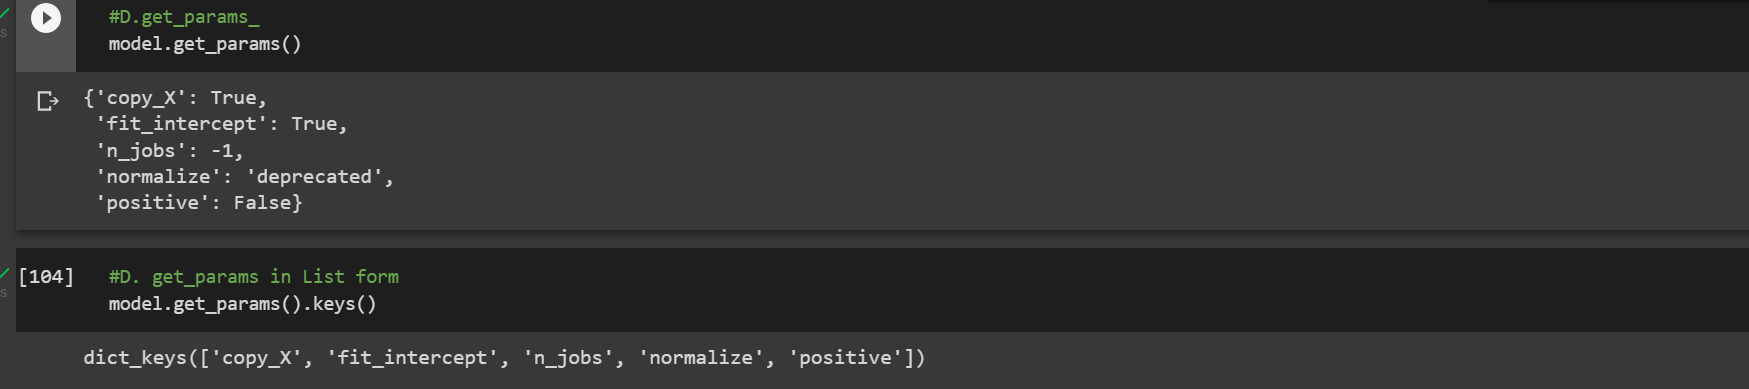 #D.get_params_
model.get_params()
{'copy_X': True,
'fit_intercept': True,
'n_jobs': -1,
'normalize': 'deprecated',
'positive': False}
s
[104]
#D. get_params in List form
model.get_params().keys()
s
dict_keys(['copy_X', 'fit_intercept', 'n_jobs', 'normalize', 'positive'])